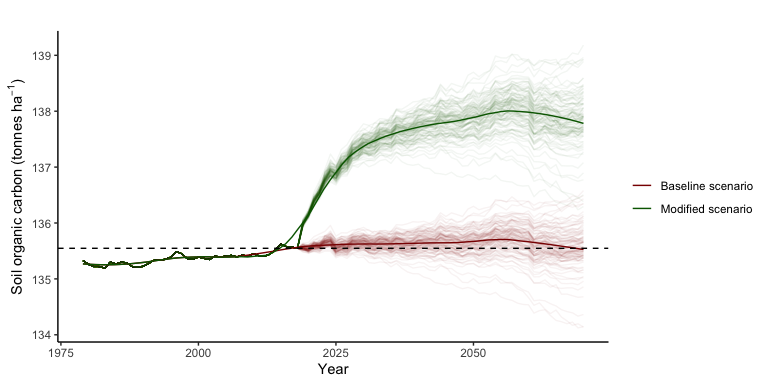 Soil organic carbon (tonnes ha⁻¹)
139
138
137
136
135
134
1975
2000
2025
2050
Year
Baseline scenario
Modified scenario